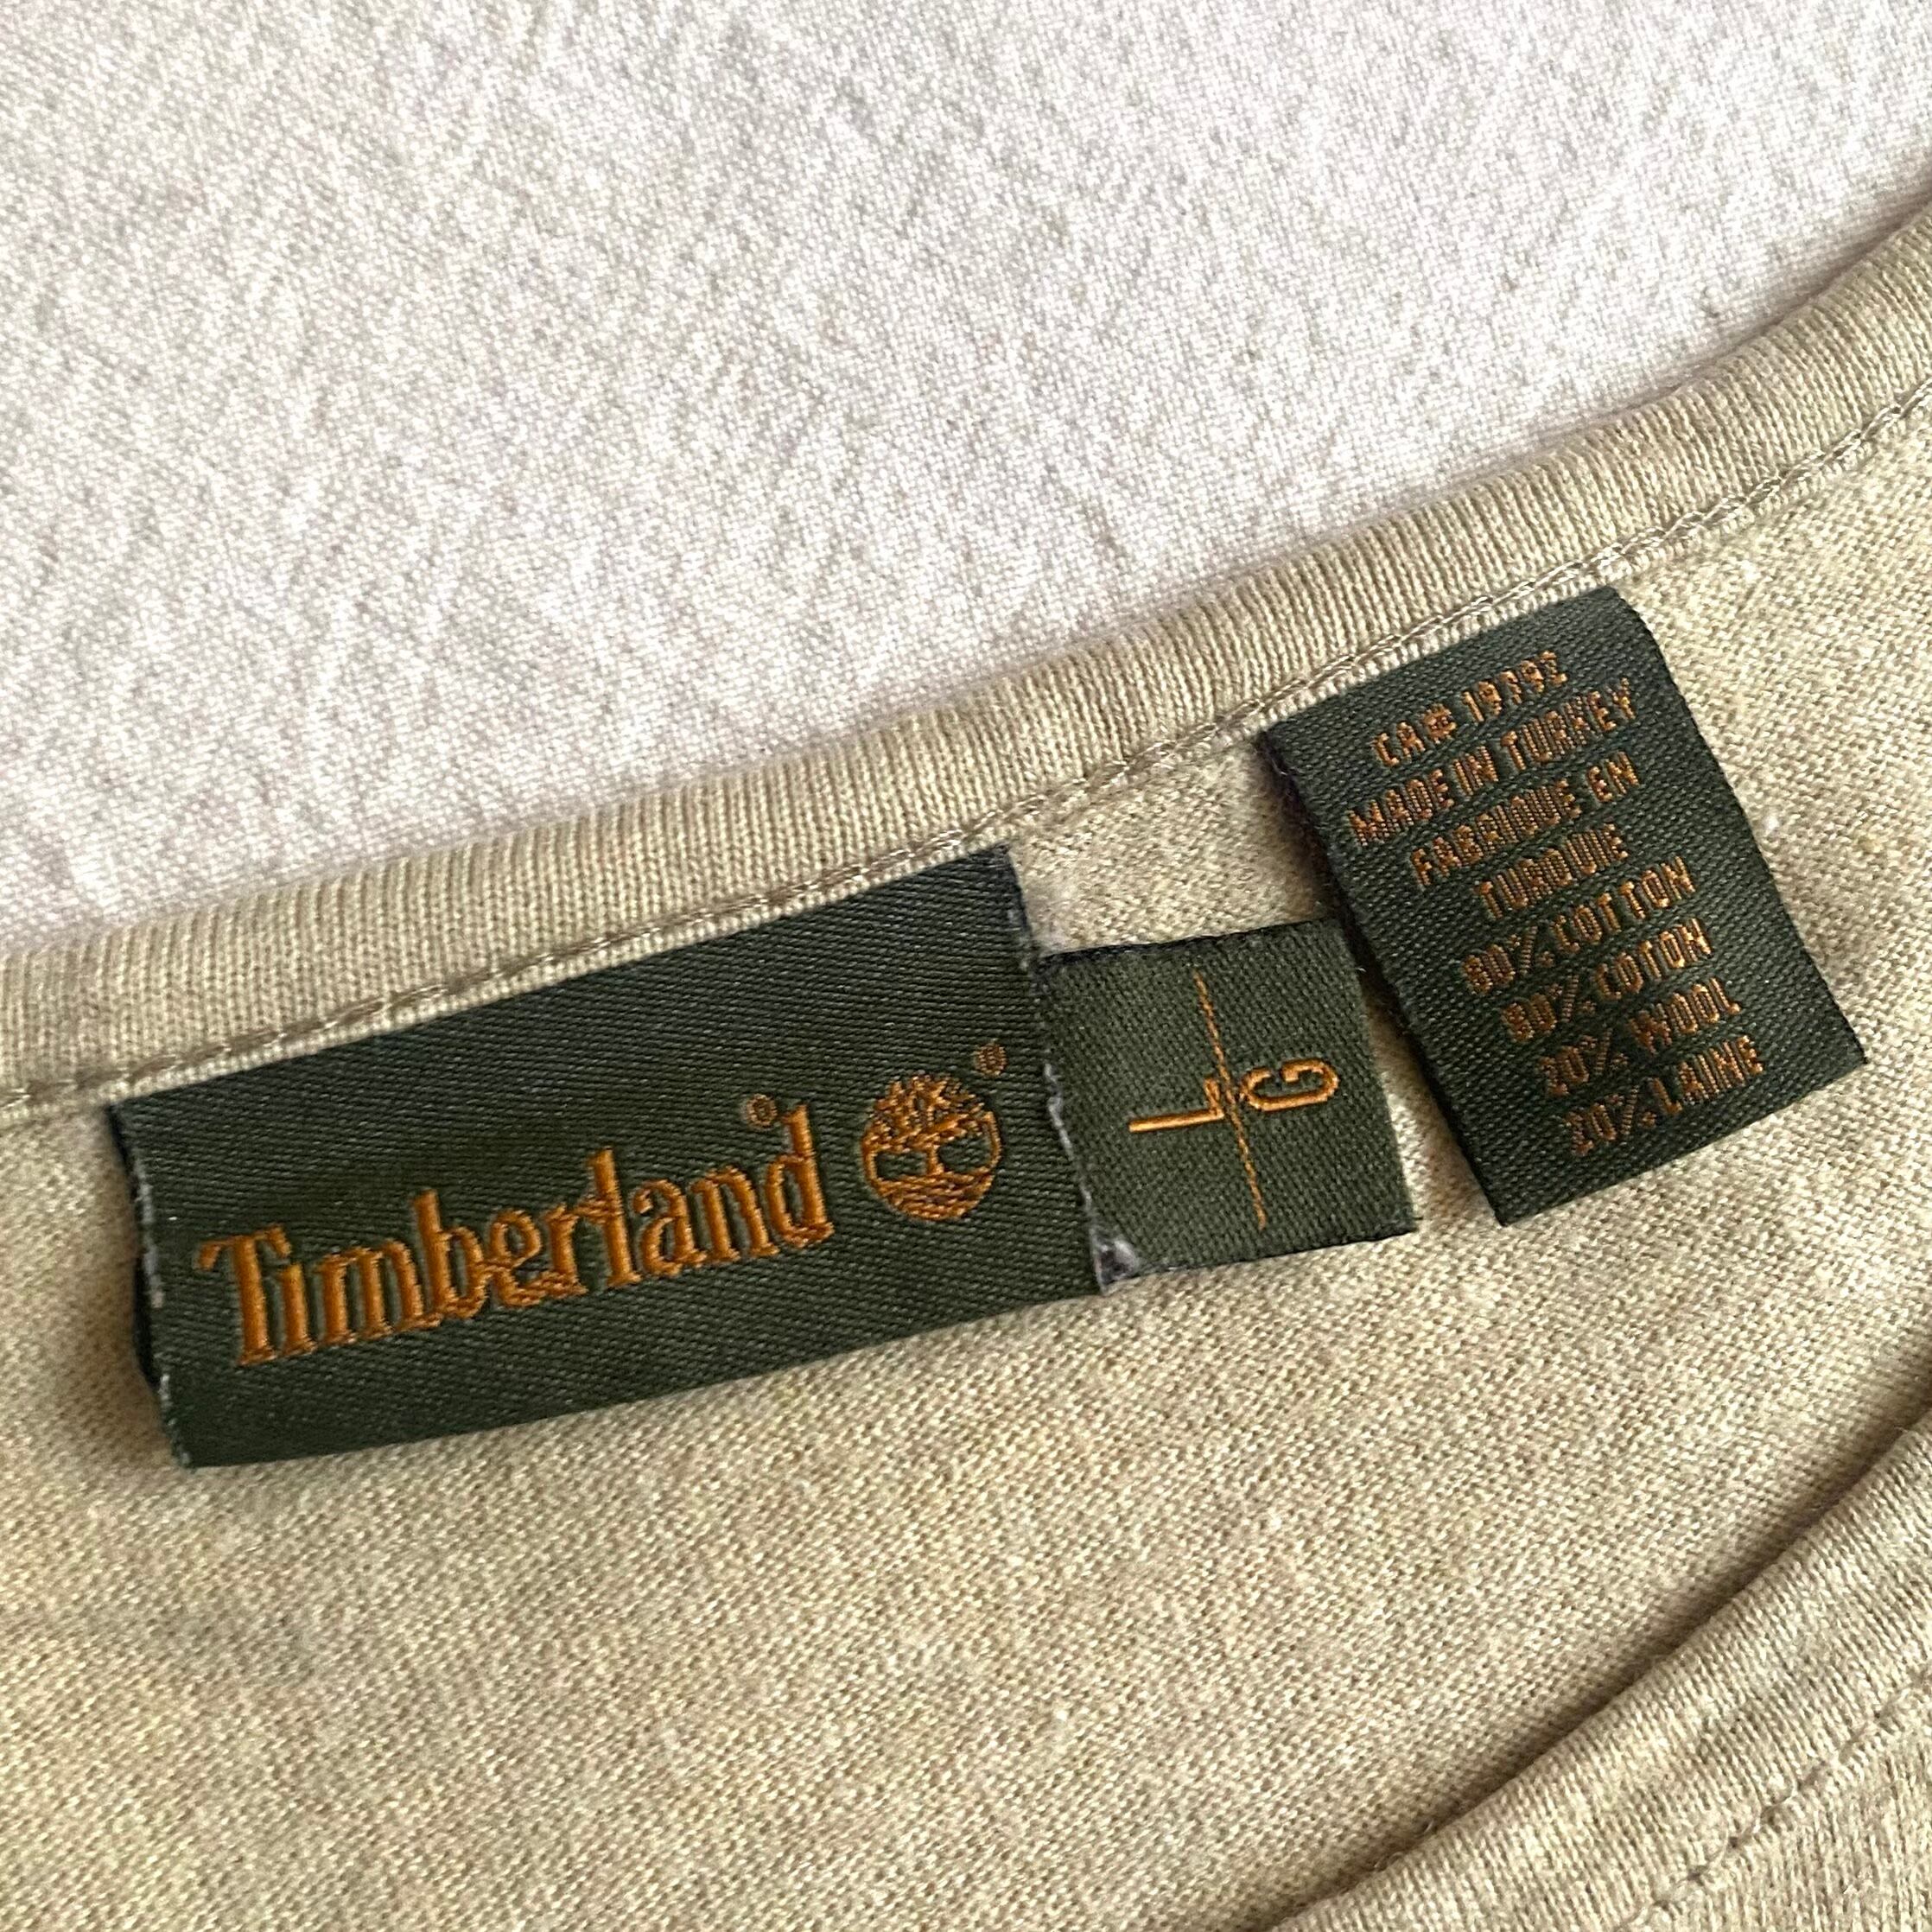 Timberland®
®
L/G
CA# 19392
MADE IN TURKEY
FABRIQUE EN
TURQUIE
80% COTTON
80% COTON
20% WOOL
20% LAINE